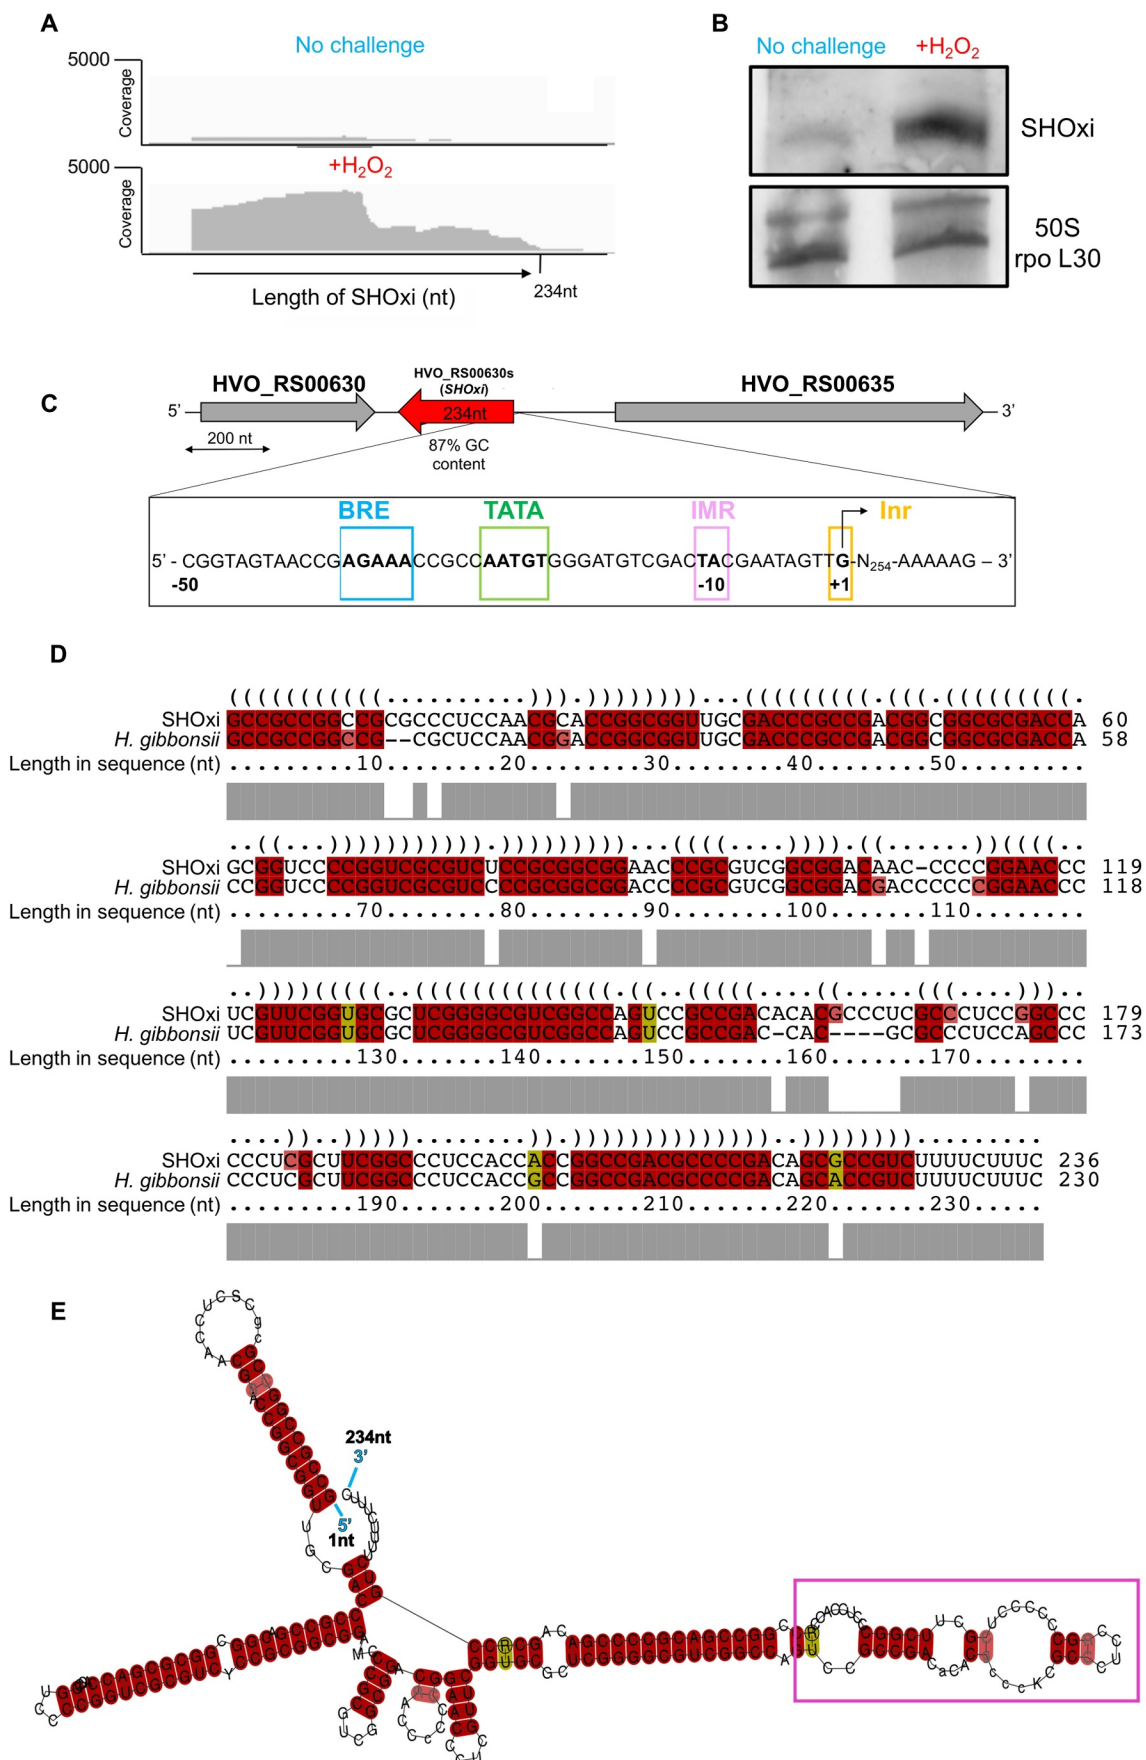 A
No challenge
5000
Coverage
+H₂O₂
5000
Coverage
Length of SHOxi (nt)
234nt
B
No challenge +H₂O₂
SHOxi
50S
rpo L30
C
HVO_RS00630
HVO_RS00630s
(SHOxi)
HVO_RS00635
5’
234nt
3’
200 nt
87% GC
content
BRE TATA IMR Inr
5’ - CGGTAGTAACCGAGAAACCGCCAATGTGGGATGTCGACTACGAATAGTTG-N254-AAAAAG – 3’
-50 -10 +1
D
(((((((((((..........))).))))))))...(((((((((.(((.(((((((((.
SHOxi GCCGCCGGCCGCGCCCUCCAACGCACCGGCGGUUGCGACCCGCCGACGGCGGCGCGACCA 60
H. gibbonsii GCCGCCGGCCG--CGCUCCAACGGACCGGCGGUUGCGACCCGCCGACGGCGGCGCGACCA 58
Length in sequence (nt) .........10........20........30........40........50.........
..((...))))))))))).)))))))))...((((....)))).((......))(((((..
SHOxi GCGGUCCCCGGUCGCGUCUCCGCGGCGGAACCCGCGUCGGCGGACAAC-CCCCGGAACCC 119
H. gibbonsii CCGGUCCCCGGUCGCGUCCCCGCGGCGGACCCCGCGUCGGCGGACGACCCCCCGGAACCC 118
Length in sequence (nt) .........70........80........90........100.......110.........
..)))))((((..((((((((((((((.((..(((((....((.....((...)))...
SHOxi UCGUUCGGUGCGCUCGGGGCGUCGGCCAGUCCGCCGACACACGCCCUCGCCCUCCGGCCC 179
H. gibbonsii UCGUUCGGUGCGCUCGGGGCGUCGGCCAGUCCGCCGAC-CAC----GCGCCCUCCAGCCC 173
Length in sequence (nt) .........130.......140.......150.......160.......170.........
....))..)))))........)).))))))))))))))..)))))))).........
SHOxi CCCUCGCUUCGGCCCUCCACCACCGGCCGACGCCCCGACAGCGCCGUCUUUUCUUUC 236
H. gibbonsii CCCUCGCUUCGGCCCUCCACCGCCGGCCGACGCCCCGACAGCACCGUCUUUUCUUUC 230
Length in sequence (nt) .........190.......200.......210.......220.......230......
E
234nt
3’
5’
1nt